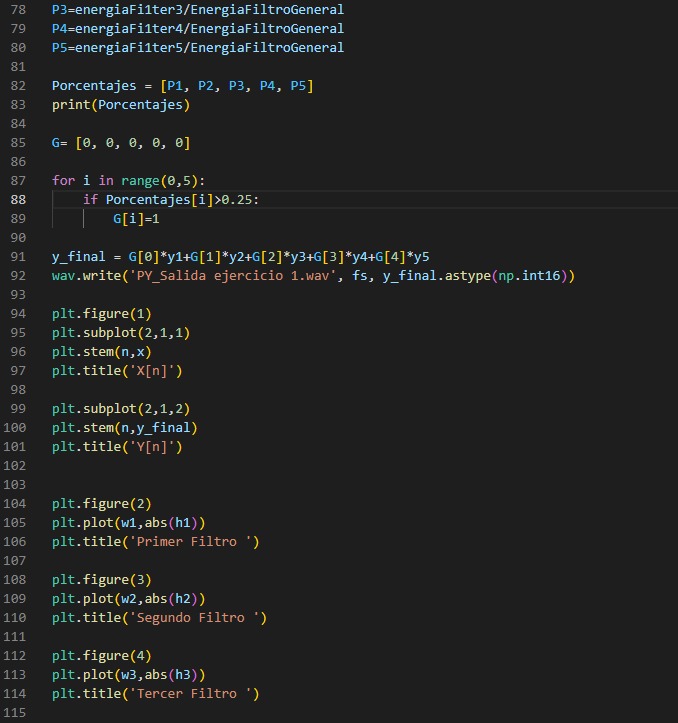 78 P3=energiaFi1ter3/EnergiaFiltroGeneral
79 P4=energiaFi1ter4/EnergiaFiltroGeneral
80 P5=energiaFi1ter5/EnergiaFiltroGeneral
81
82 Porcentajes = [P1, P2, P3, P4, P5]
83 print(Porcentajes)
84
85 G= [0, 0, 0, 0, 0]
86
87 for i in range(0,5):
88     if Porcentajes[i]>0.25:
89         G[i]=1
90
91 y_final = G[0]*y1+G[1]*y2+G[2]*y3+G[3]*y4+G[4]*y5
92 wav.write('PY_Salida ejercicio 1.wav', fs, y_final.astype(np.int16))
93
94 plt.figure(1)
95 plt.subplot(2,1,1)
96 plt.stem(n,x)
97 plt.title('X[n]')
98
99 plt.subplot(2,1,2)
100 plt.stem(n,y_final)
101 plt.title('Y[n]')
102
103
104 plt.figure(2)
105 plt.plot(w1,abs(h1))
106 plt.title('Primer Filtro ')
107
108 plt.figure(3)
109 plt.plot(w2,abs(h2))
110 plt.title('Segundo Filtro ')
111
112 plt.figure(4)
113 plt.plot(w3,abs(h3))
114 plt.title('Tercer Filtro ')
115